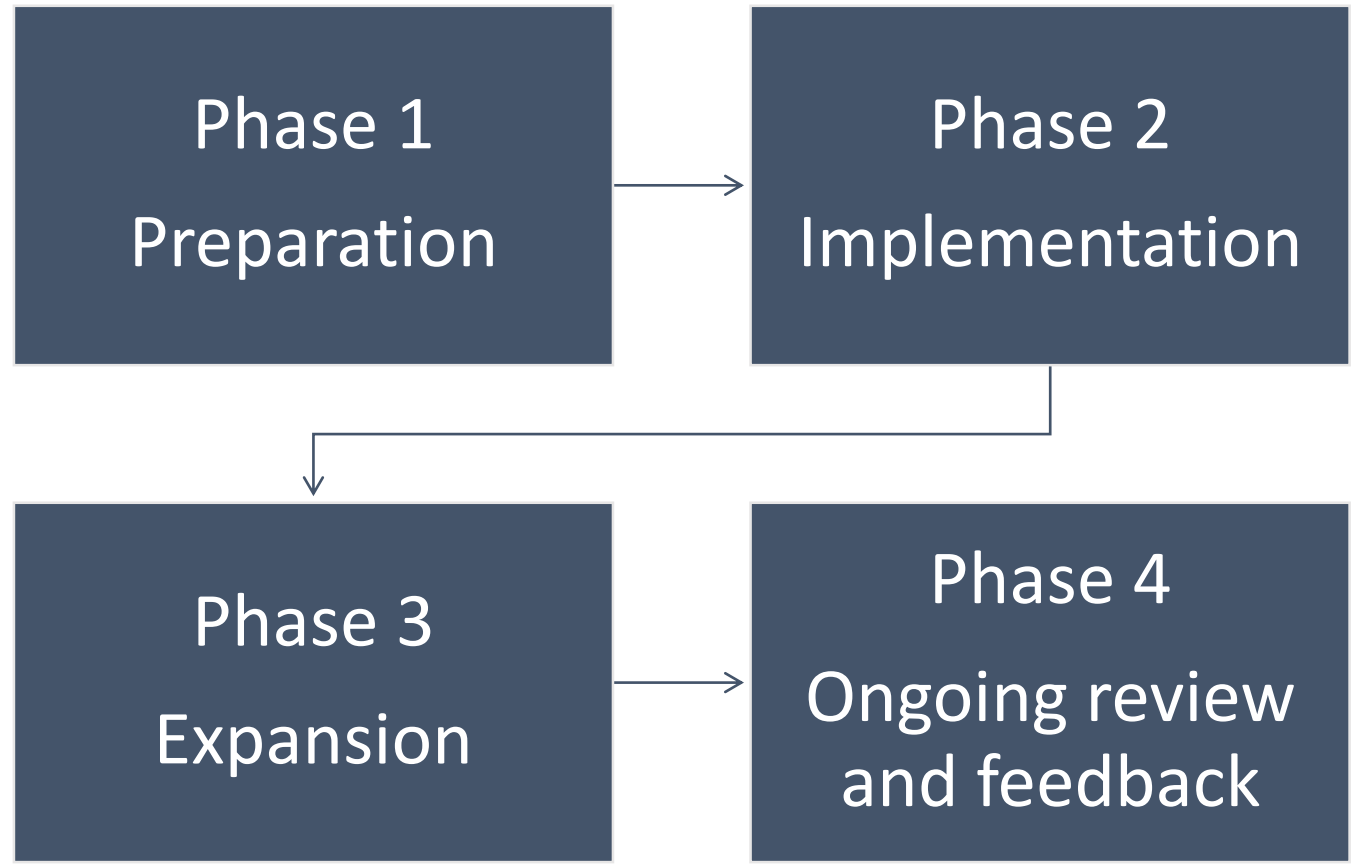 Phase 1
Preparation
Phase 2
Implementation
Phase 3
Expansion
Phase 4
Ongoing review
and feedback